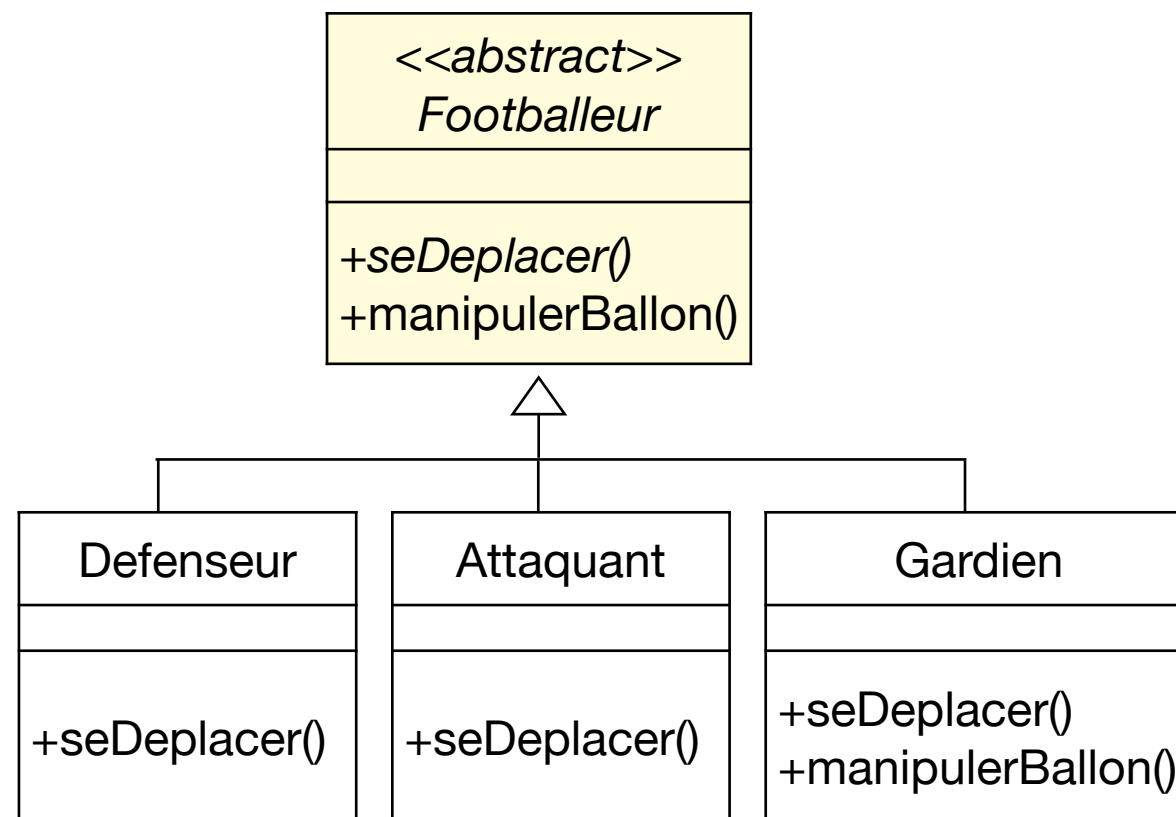 <<abstract>>
Footballeur
+seDeplacer()
+manipulerBallon()
Defenseur
+seDeplacer()
Attaquant
+seDeplacer()
Gardien
+seDeplacer()
+manipulerBallon()